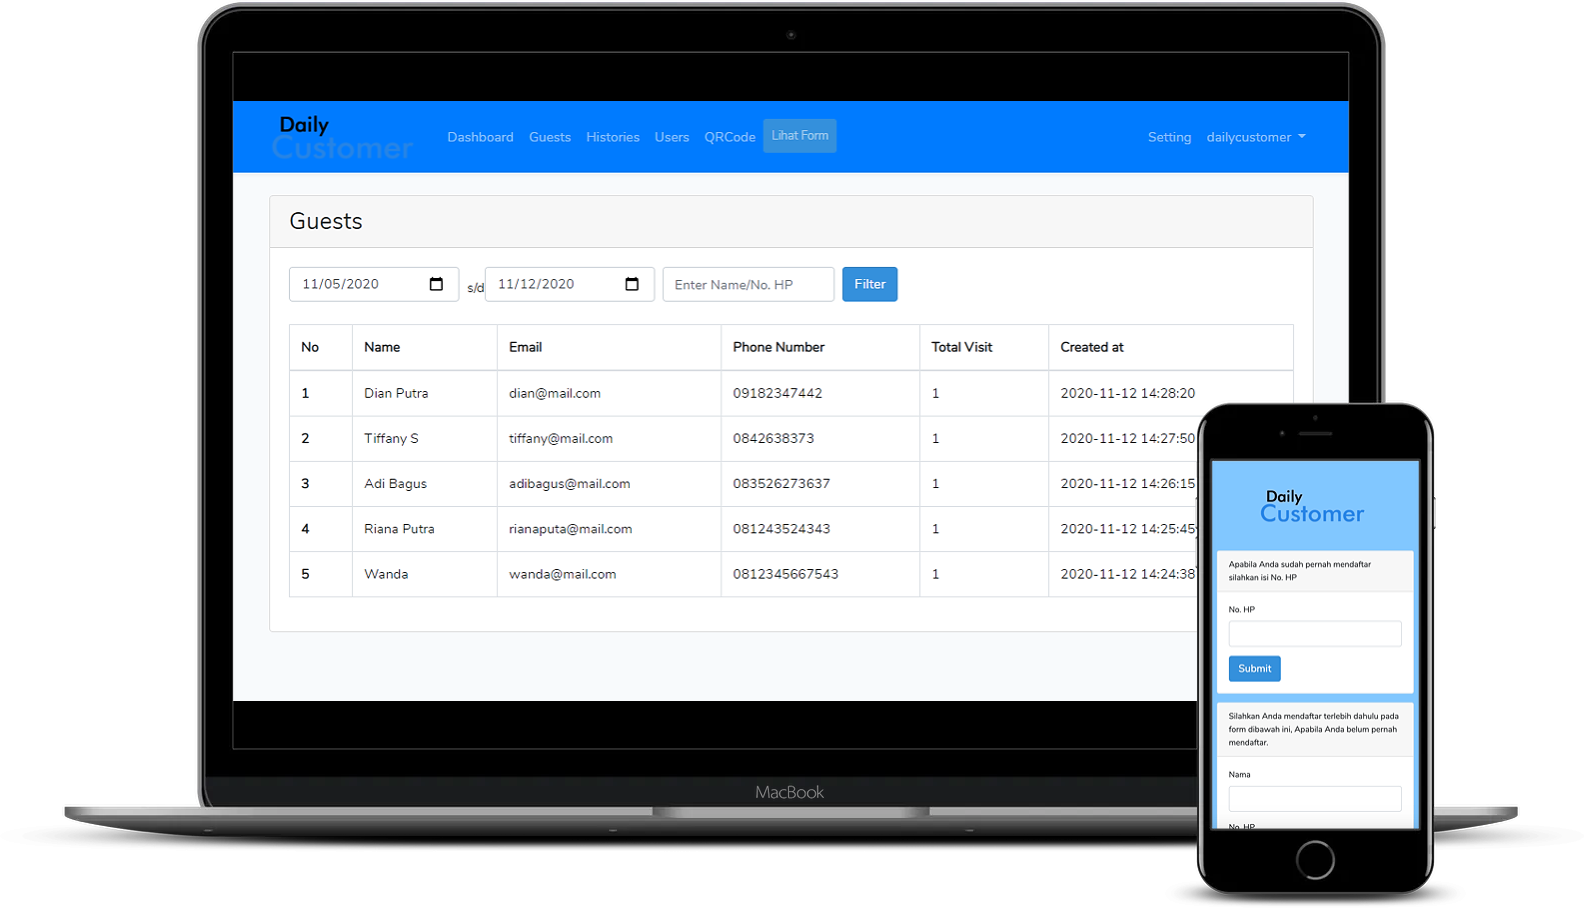 Daily
Customer
Dashboard Guests Histories Users QRCode Lihat Form Setting dailycustomer
Guests
11/05/2020 s/d 11/12/2020 Enter Name/No. HP Filter
No Name Email Phone Number Total Visit Created at
1 Dian Putra dian@mail.com 09182347442 1 2020-11-12 14:28:20
2 Tiffany S tiffany@mail.com 0842638373 1 2020-11-12 14:27:50
3 Adi Bagus adibagus@mail.com 083526273637 1 2020-11-12 14:26:15
4 Riana Putra rianaputa@mail.com 081243524343 1 2020-11-12 14:25:45
5 Wanda wanda@mail.com 0812345667543 1 2020-11-12 14:24:38
MacBook
Daily
Customer
Apabila Anda sudah pernah mendaftar
silahkan isi No. HP
No. HP
Submit
Silahkan Anda mendaftar terlebih dahulu pada
form dibawah ini, Apabila Anda belum pernah
mendaftar.
Nama
No. HP